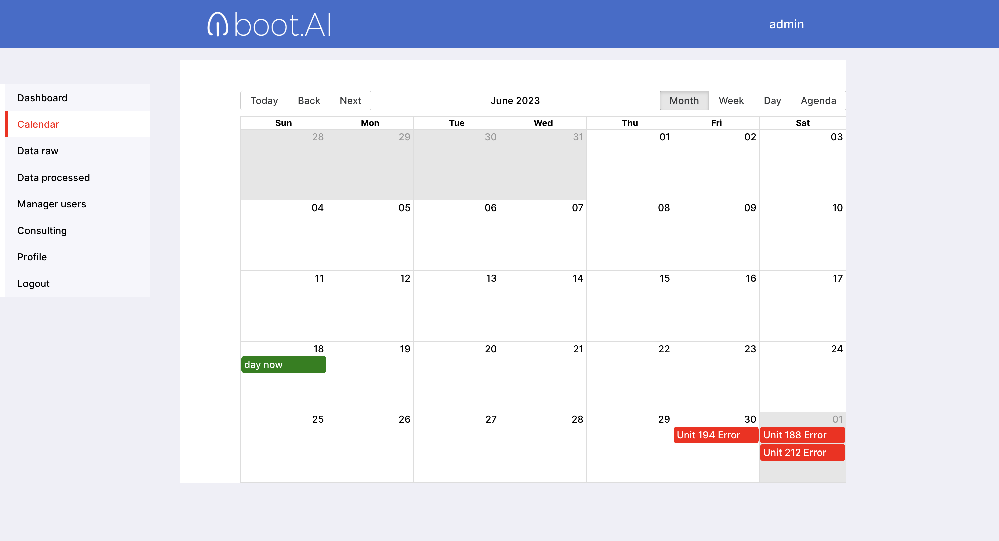 boot.AI
admin
Dashboard
Calendar
Data raw
Data processed
Manager users
Consulting
Profile
Logout
Today Back Next
June 2023
Month Week Day Agenda
Sun Mon Tue Wed Thu Fri Sat
28 29 30 31 01 02 03
04 05 06 07 08 09 10
11 12 13 14 15 16 17
18 19 20 21 22 23 24
day now
25 26 27 28 29 30 01
Unit 194 Error Unit 188 Error
Unit 212 Error